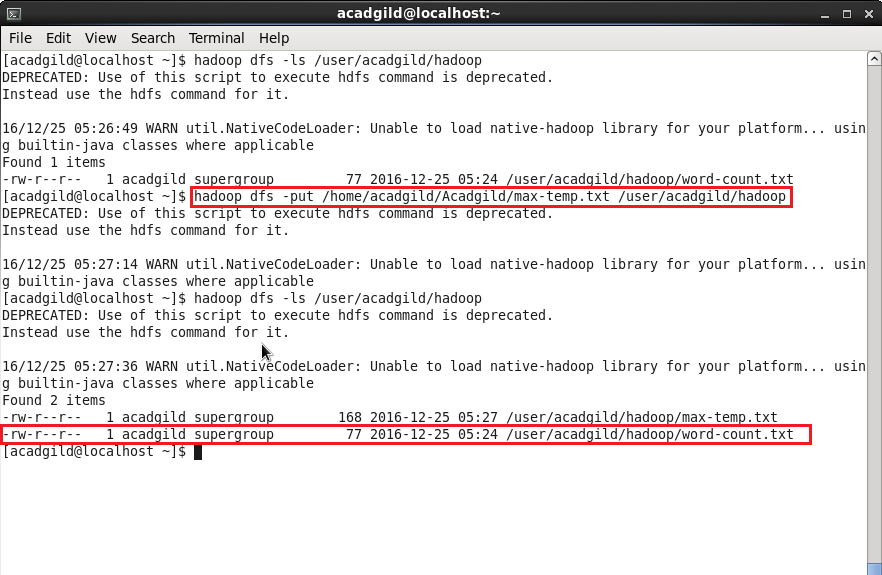 acadgild@localhost:~
File Edit View Search Terminal Help
[acadgild@localhost ~]$ hadoop dfs -ls /user/acadgild/hadoop
DEPRECATED: Use of this script to execute hdfs command is deprecated.
Instead use the hdfs command for it.
16/12/25 05:26:49 WARN util.NativeCodeLoader: Unable to load native-hadoop library for your platform... usin
g builtin-java classes where applicable
Found 1 items
-rw-r--r--   1 acadgild supergroup         77 2016-12-25 05:24 /user/acadgild/hadoop/word-count.txt
[acadgild@localhost ~]$ hadoop dfs -put /home/acadgild/Acadgild/max-temp.txt /user/acadgild/hadoop
DEPRECATED: Use of this script to execute hdfs command is deprecated.
Instead use the hdfs command for it.
16/12/25 05:27:14 WARN util.NativeCodeLoader: Unable to load native-hadoop library for your platform... usin
g builtin-java classes where applicable
[acadgild@localhost ~]$ hadoop dfs -ls /user/acadgild/hadoop
DEPRECATED: Use of this script to execute hdfs command is deprecated.
Instead use the hdfs command for it.
16/12/25 05:27:36 WARN util.NativeCodeLoader: Unable to load native-hadoop library for your platform... usin
g builtin-java classes where applicable
Found 2 items
-rw-r--r--   1 acadgild supergroup        168 2016-12-25 05:27 /user/acadgild/hadoop/max-temp.txt
-rw-r--r--   1 acadgild supergroup         77 2016-12-25 05:24 /user/acadgild/hadoop/word-count.txt
[acadgild@localhost ~]$